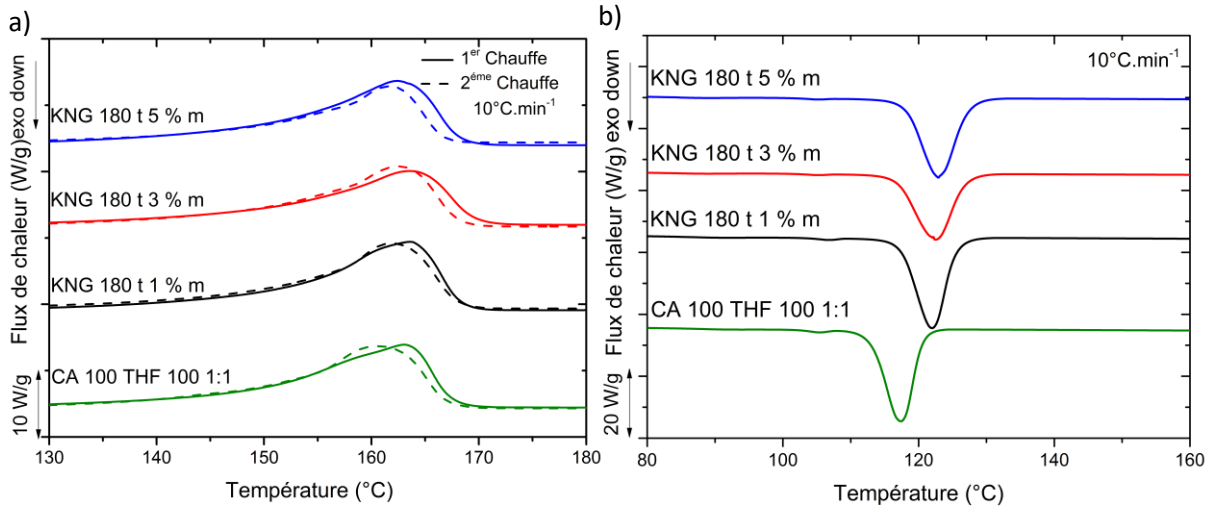 a)
Flux de chaleur (W/g)exo down
10 W/g
1er Chauffe
2éme Chauffe
10°C.min-1
KNG 180 t 5 % m
KNG 180 t 3 % m
KNG 180 t 1 % m
CA 100 THF 100 1:1
130 140 150 160 170 180
Température (°C)
b)
Flux de chaleur (W/g) exo down
20 W/g
10°C.min-1
KNG 180 t 5 % m
KNG 180 t 3 % m
KNG 180 t 1 % m
CA 100 THF 100 1:1
80 100 120 140 160
Température (°C)